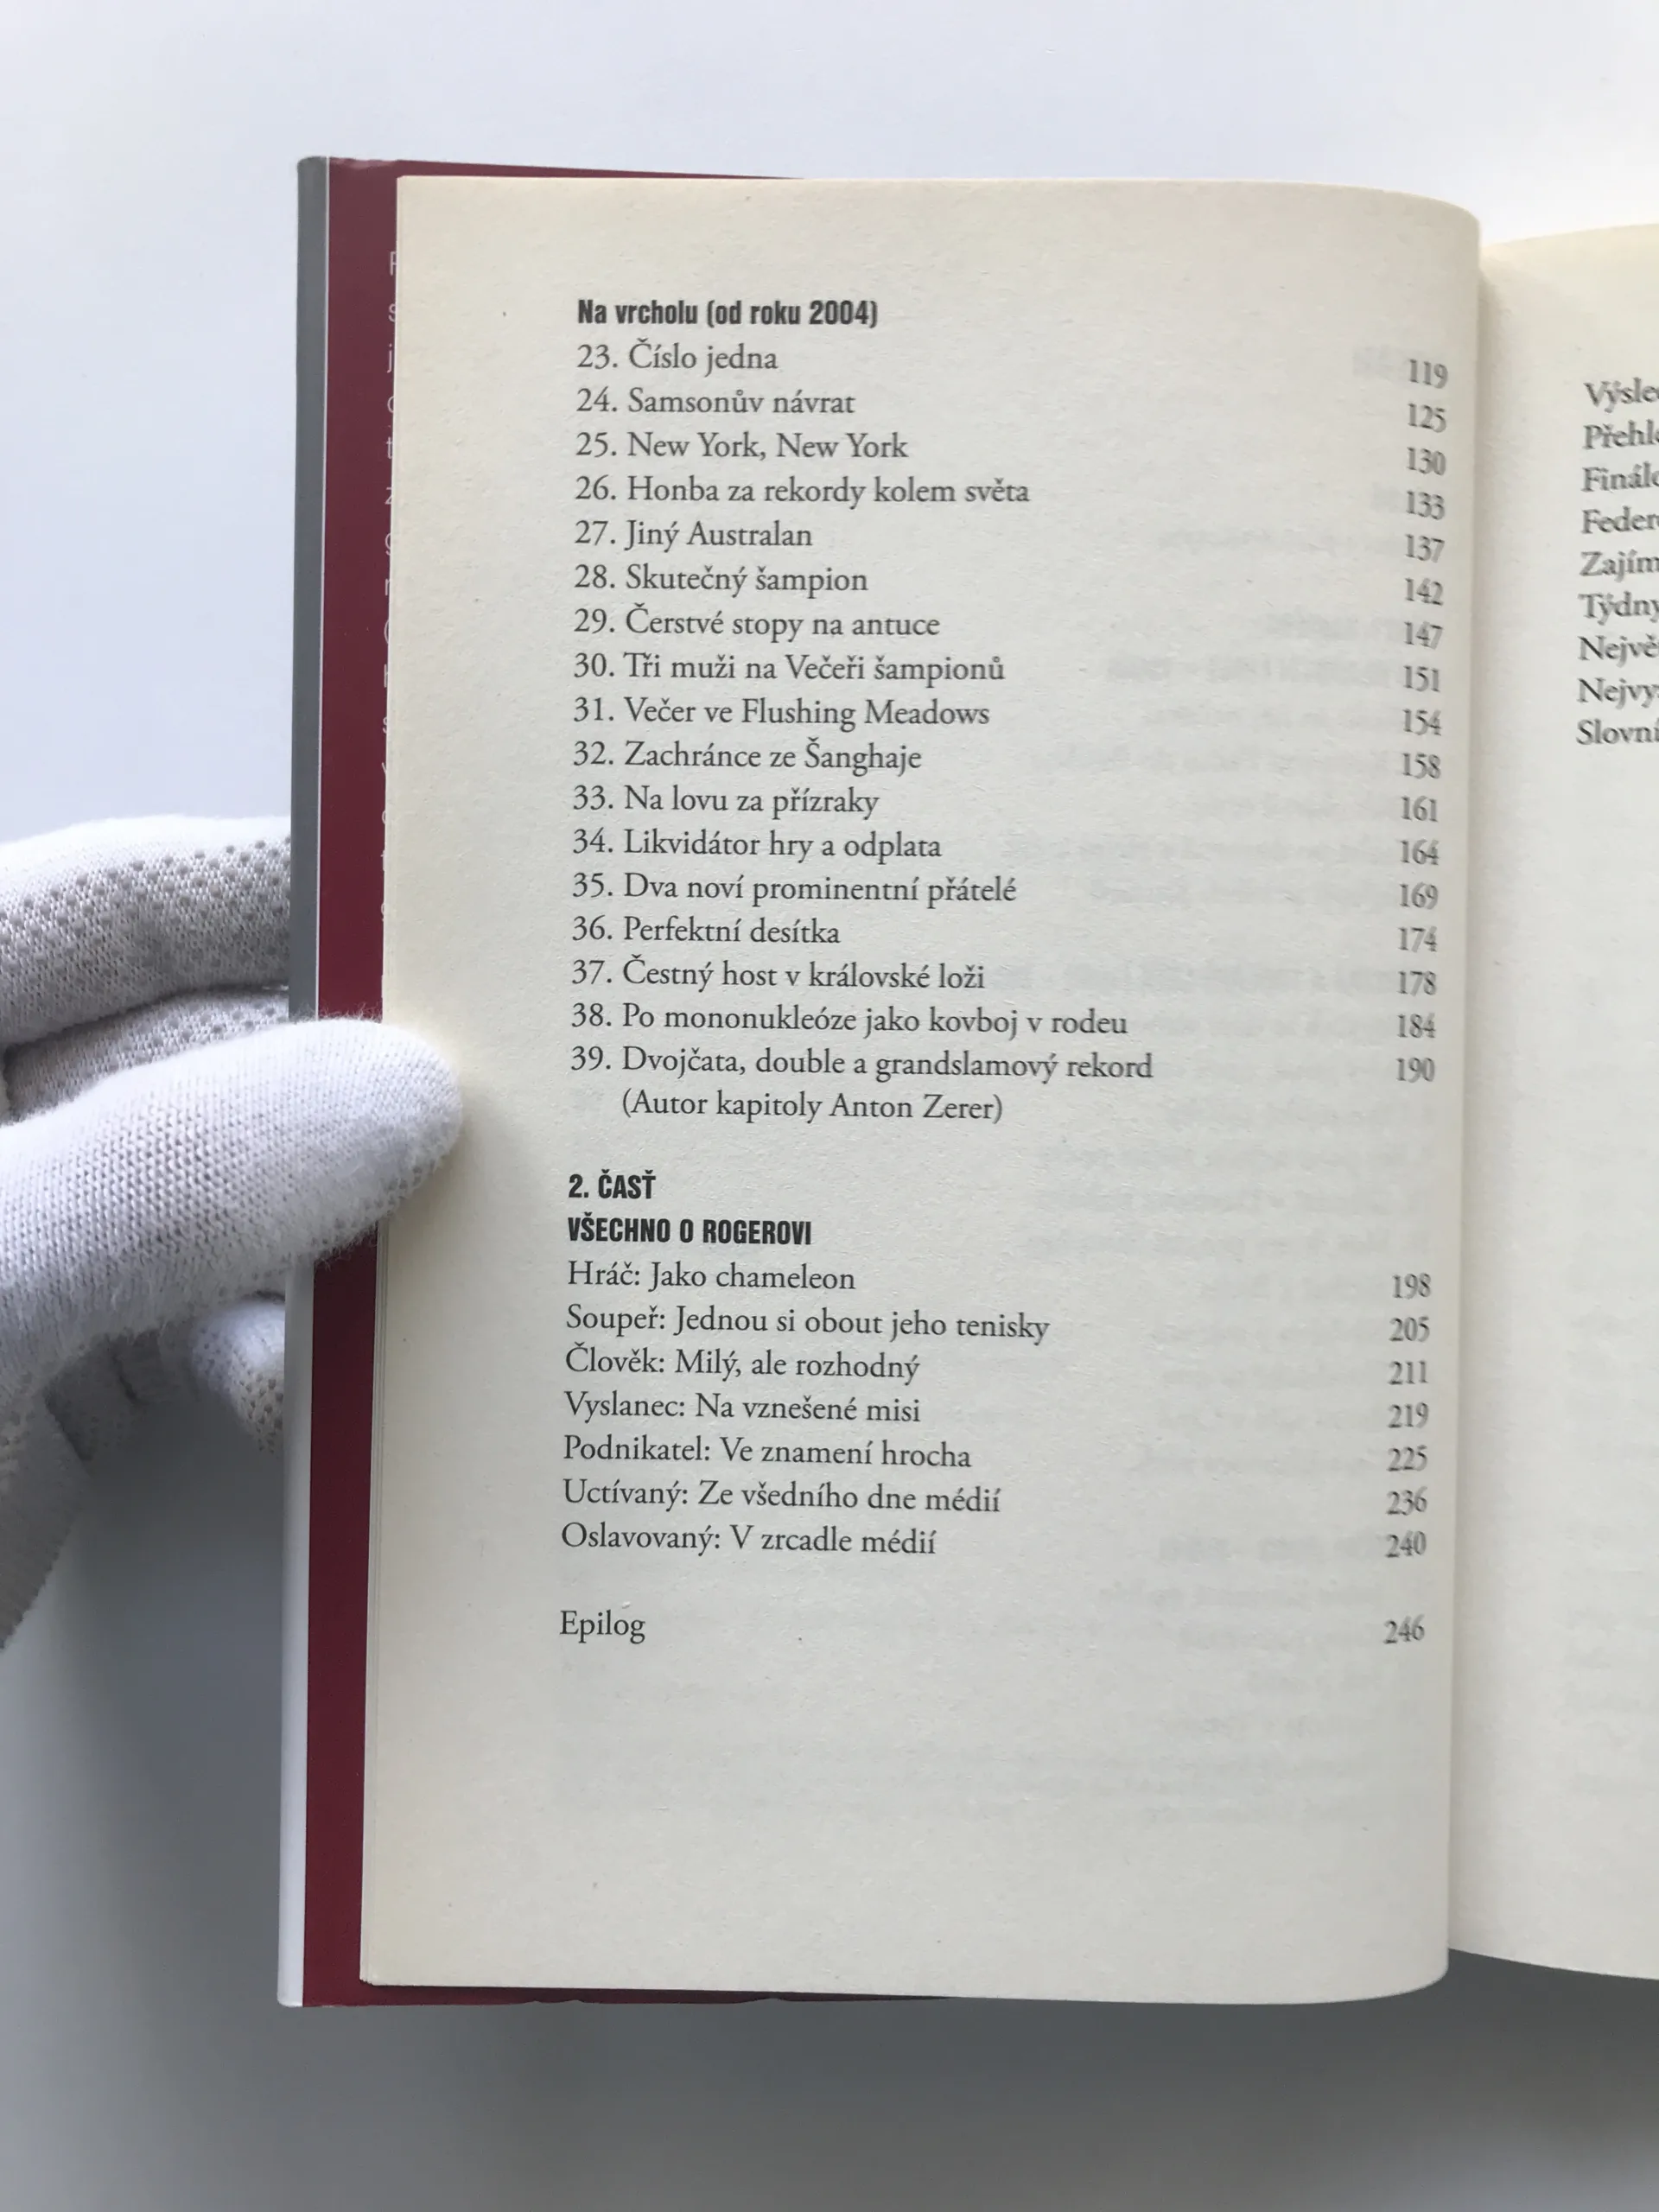 Na vrcholu (od roku 2004)
23. Číslo jedna 119
24. Samsonův návrat 125
25. New York, New York 130
26. Honba za rekordy kolem světa 133
27. Jiný Australan 137
28. Skutečný šampion 142
29. Čerstvé stopy na antuce 147
30. Tři muži na Večeři šampionů 151
31. Večer ve Flushing Meadows 154
32. Zachránce ze Šanghaje 158
33. Na lovu za přízraky 161
34. Likvidátor hry a odplata 164
35. Dva noví prominentní přátelé 169
36. Perfektní desítka 174
37. Čestný host v královské loži 178
38. Po mononukleóze jako kovboj v rodeu 184
39. Dvojčata, double a grandslamový rekord 190
(Autor kapitoly Anton Zerer)
2. ČASŤ
VŠECHNO O ROGEROVI
Hráč: Jako chameleon 198
Soupeř: Jednou si obout jeho tenisky 205
Člověk: Milý, ale rozhodný 211
Vyslanec: Na vznešené misi 219
Podnikatel: Ve znamení hrocha 225
Uctívaný: Ze všedního dne médií 236
Oslavovaný: V zrcadle médií 240
Epilog 246